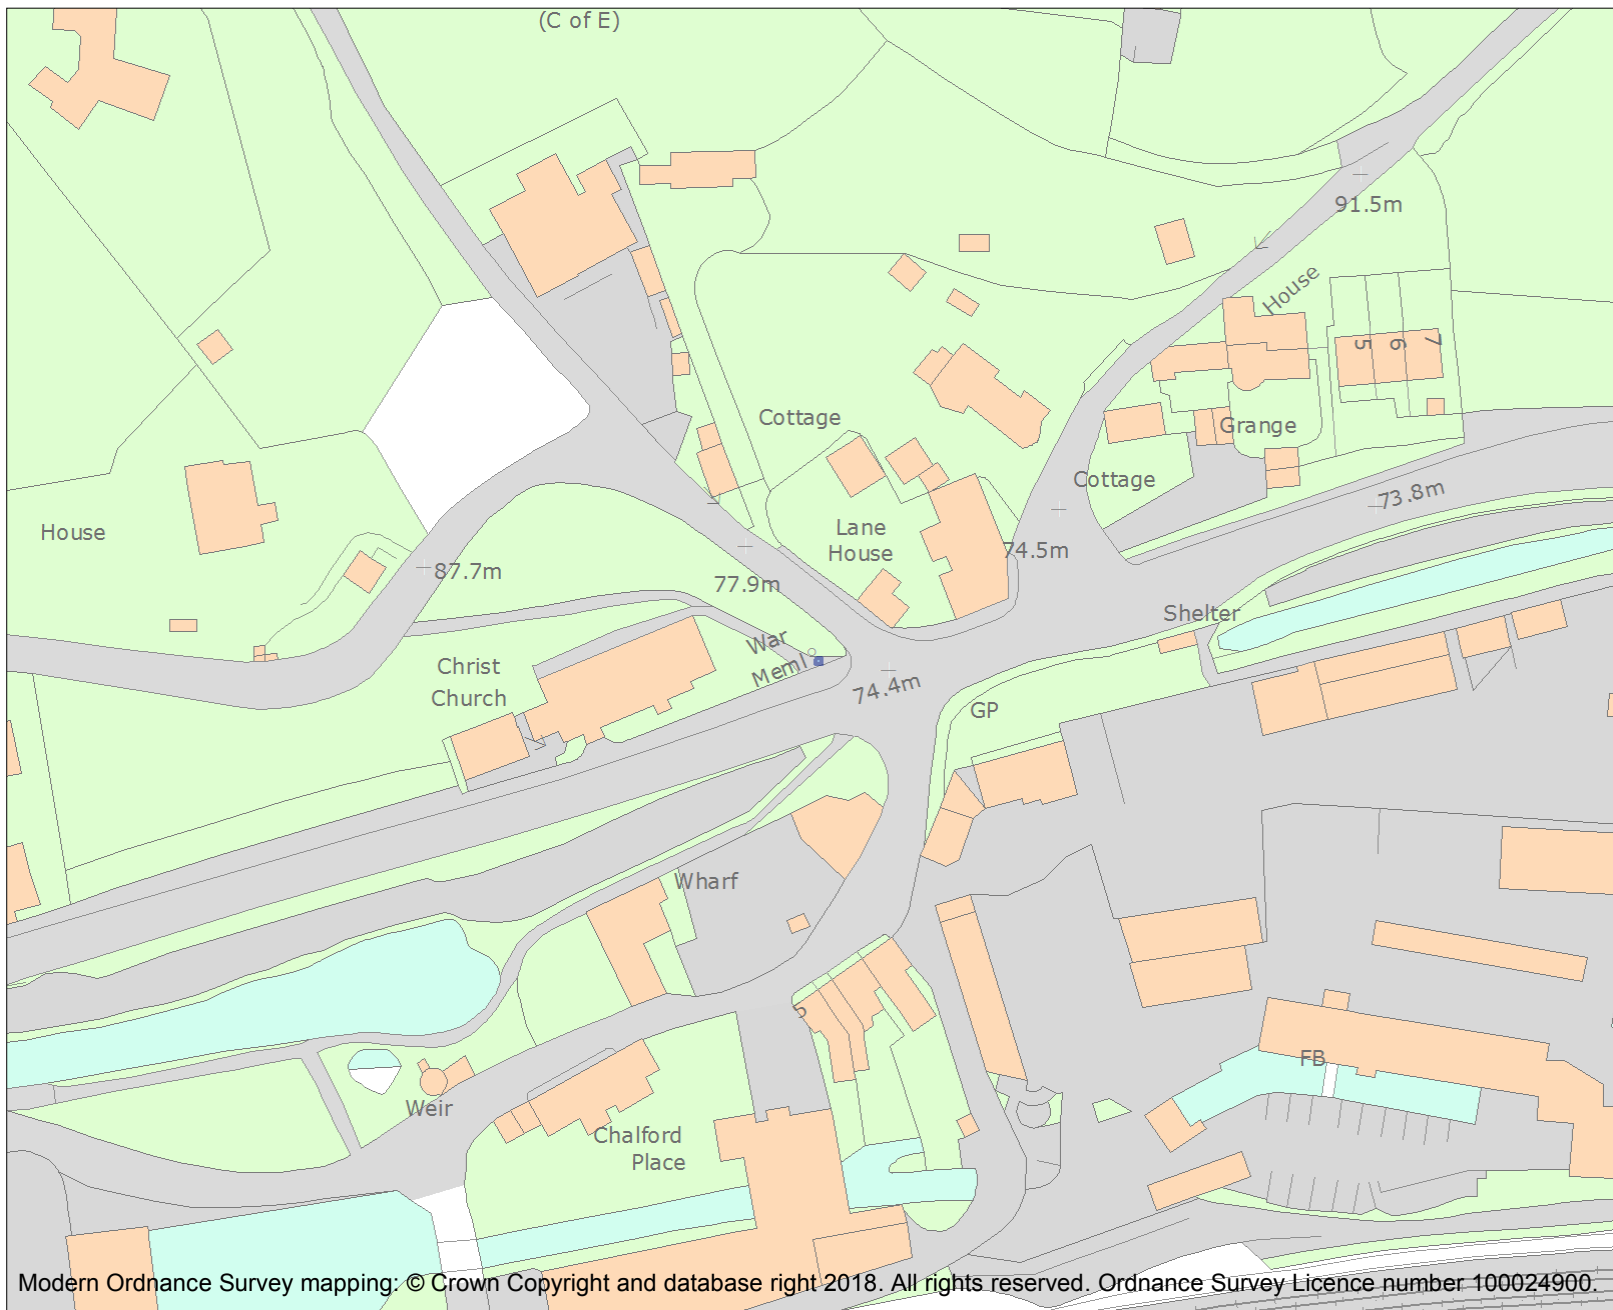 (C of E)
91.5m
House
5
6
7
Cottage
Grange
Cottage
73.8m
House
Lane
House
74.5m
87.7m
77.9m
Shelter
War
Meml
Christ
Church
74.4m
GP
Wharf
5
FB
Weir
Chalford
Place
Modern Ordnance Survey mapping: © Crown Copyright and database right 2018. All rights reserved. Ordnance Survey Licence number 100024900.